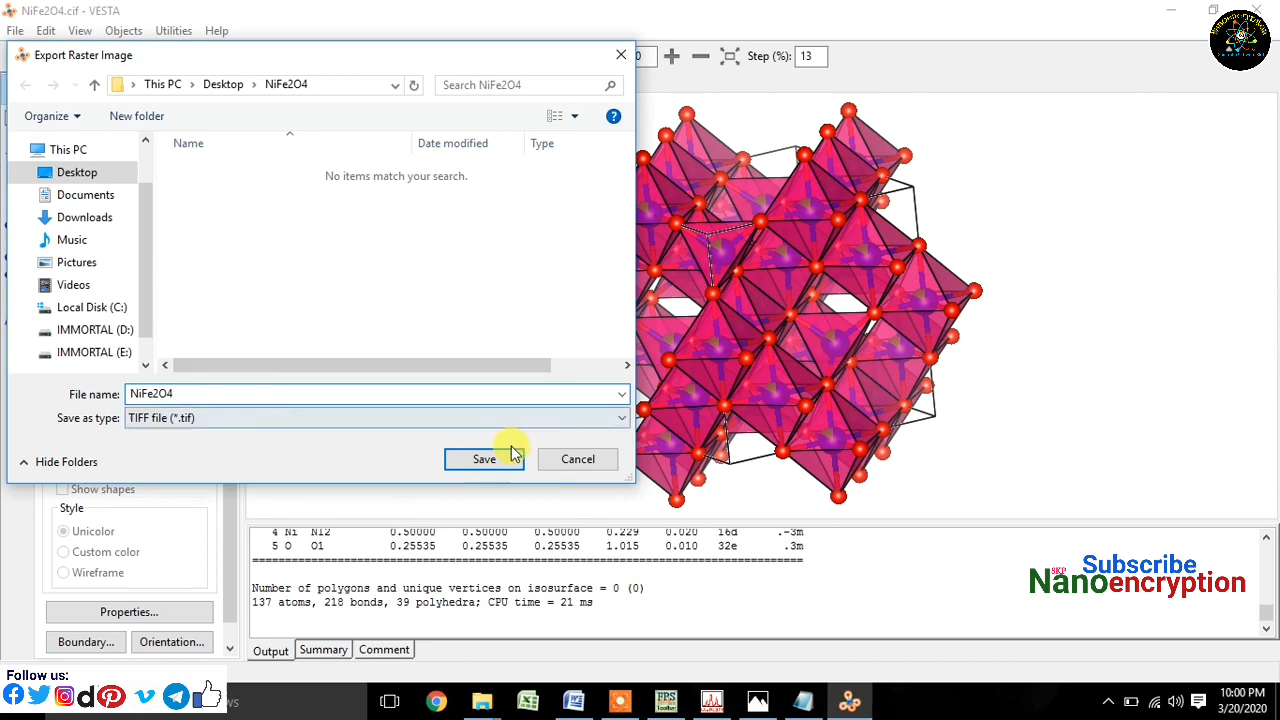 NiFe2O4.cif - VESTA
File Edit View Objects Utilities Help
Export Raster Image
0 Step (%): 13
This PC Desktop NiFe2O4 Search NiFe2O4
Organize New folder
This PC
Desktop
Documents
Downloads
Music
Pictures
Videos
Local Disk (C:)
IMMORTAL (D:)
IMMORTAL (E:)
Name Date modified Type
No items match your search.
File name: NiFe2O4
Save as type: TIFF file (*.tif)
Hide Folders Save Cancel
Show shapes
Style
Unicolor
Custom color
Wireframe
Properties...
Boundary... Orientation...
4 Ni NI2 0.50000 0.50000 0.50000 0.229 0.020 16d .-3m
5 O O1 0.25535 0.25535 0.25535 1.015 0.010 32e .3m
Number of polygons and unique vertices on isosurface = 0 (0)
137 atoms, 218 bonds, 39 polyhedra; CPU time = 21 ms
Output Summary Comment
Subscribe
SKP
Nanoencryption
Follow us:
10:00 PM
3/20/2020